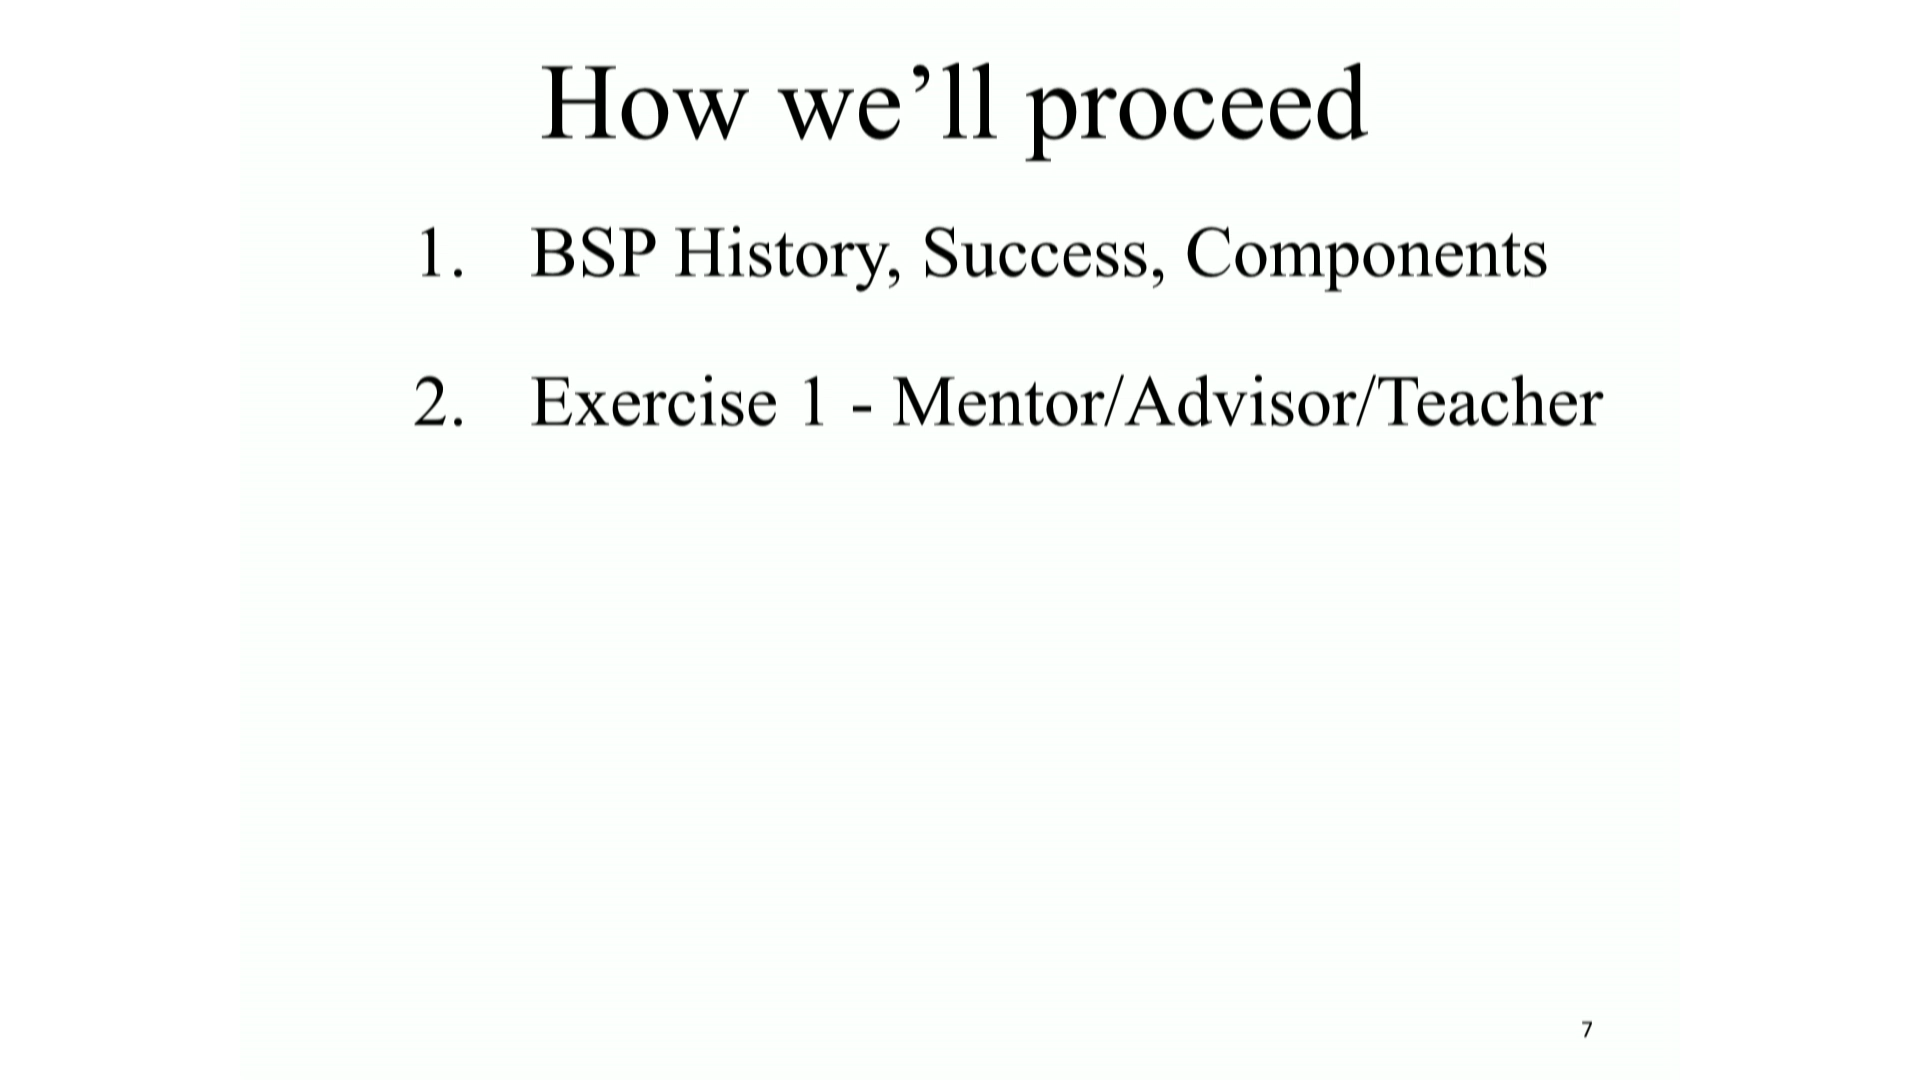 How we’ll proceed
1. BSP History, Success, Components
2. Exercise 1 - Mentor/Advisor/Teacher
7